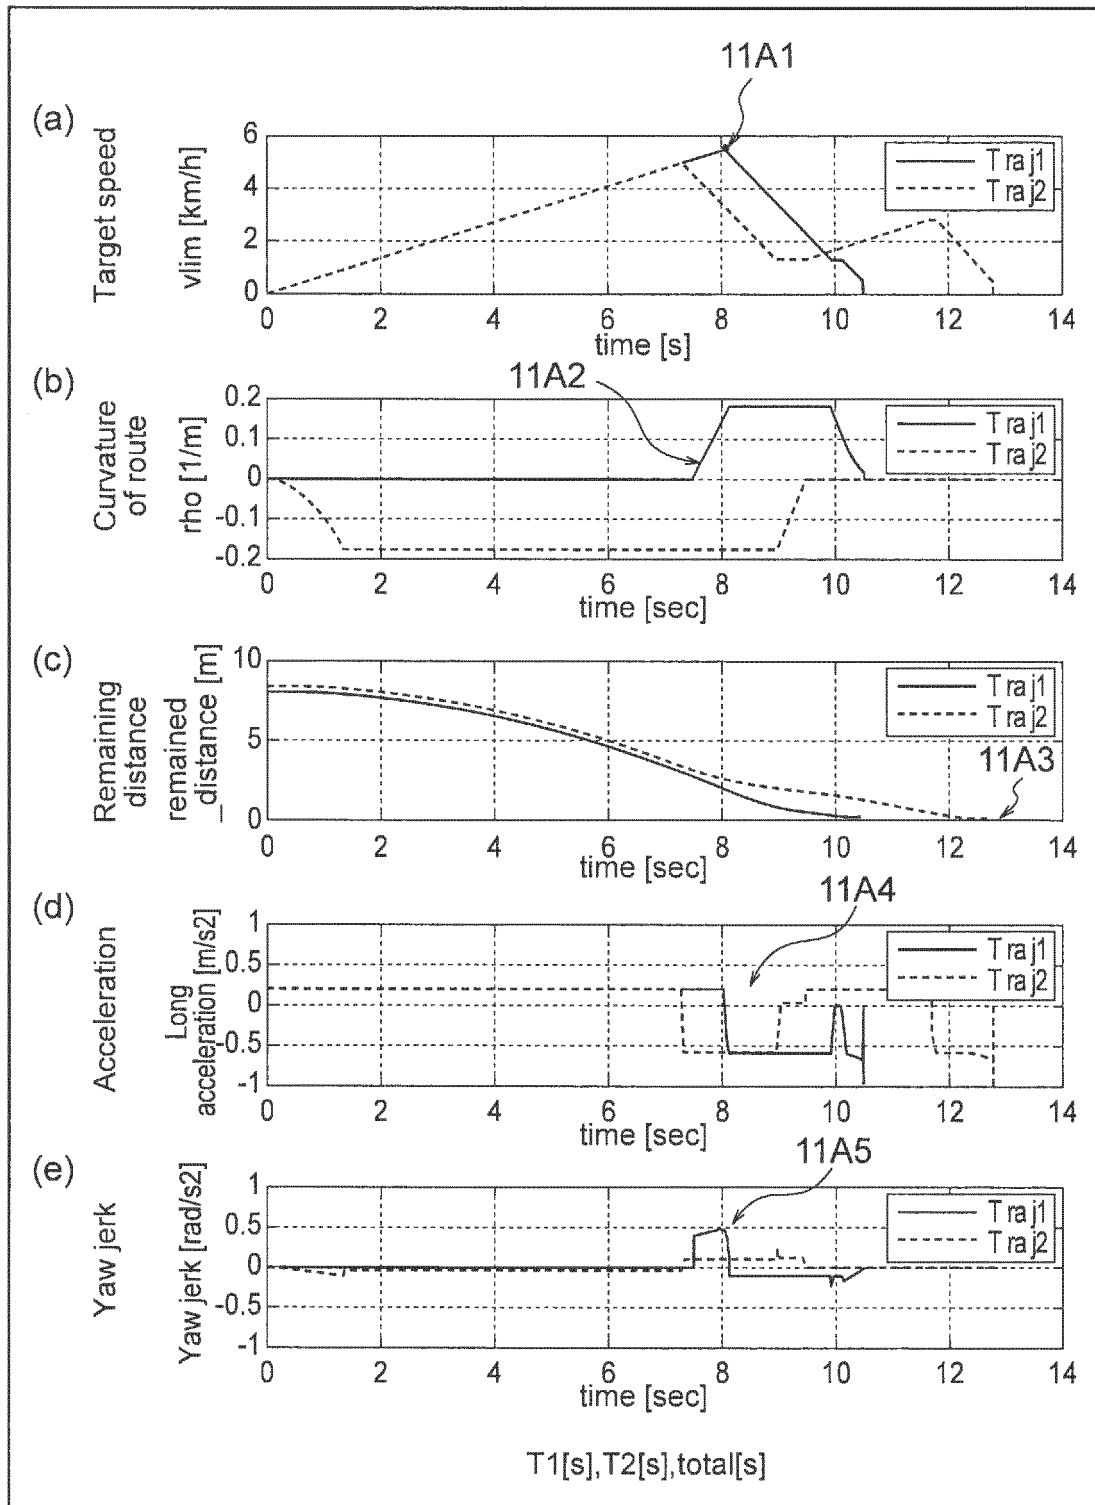 11A1
(a)
Target speed
vlim [km/h]
6
4
2
0
Traj1
Traj2
0 2 4 6 8 10 12 14
time [s]
(b)
11A2
Curvature
of route
rho [1/m]
0.2
0.1
0
-0.1
-0.2
Traj1
Traj2
0 2 4 6 8 10 12 14
time [sec]
(c)
Remaining
distance
remained
_distance [m]
10
5
0
Traj1
Traj2
11A3
0 2 4 6 8 10 12 14
time [sec]
(d)
11A4
Acceleration
Long
acceleration [m/s2]
1
0.5
0
-0.5
-1
Traj1
Traj2
0 2 4 6 8 10 12 14
time [sec]
(e)
11A5
Yaw jerk
Yaw jerk [rad/s2]
1
0.5
0
-0.5
-1
Traj1
Traj2
0 2 4 6 8 10 12 14
time [sec]
T1[s],T2[s],total[s]